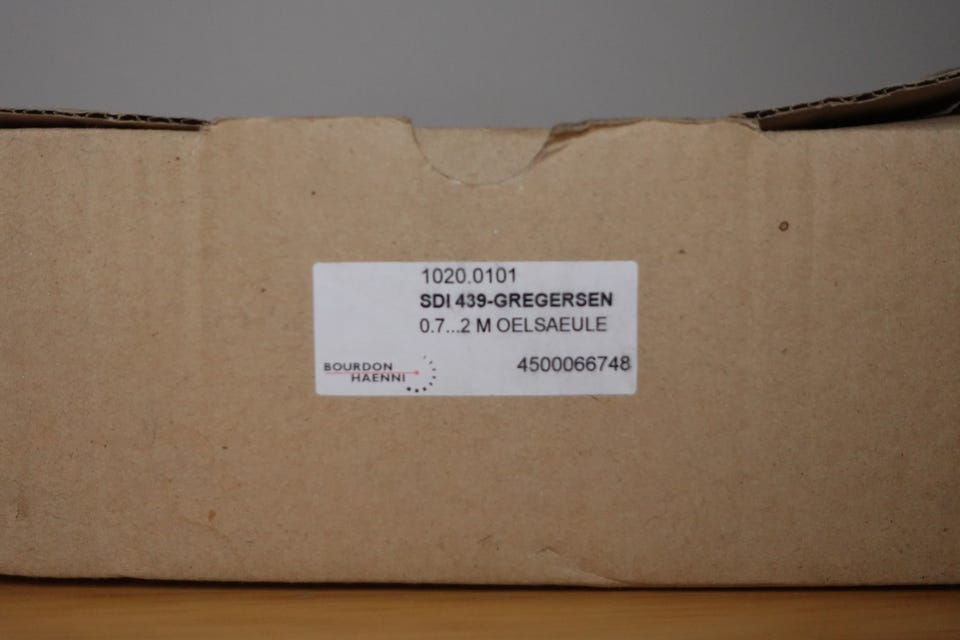 1020.0101
SDI 439-GREGERSEN
0.7...2 M OELSAEULE
4500066748
BOURDON
HAENNI